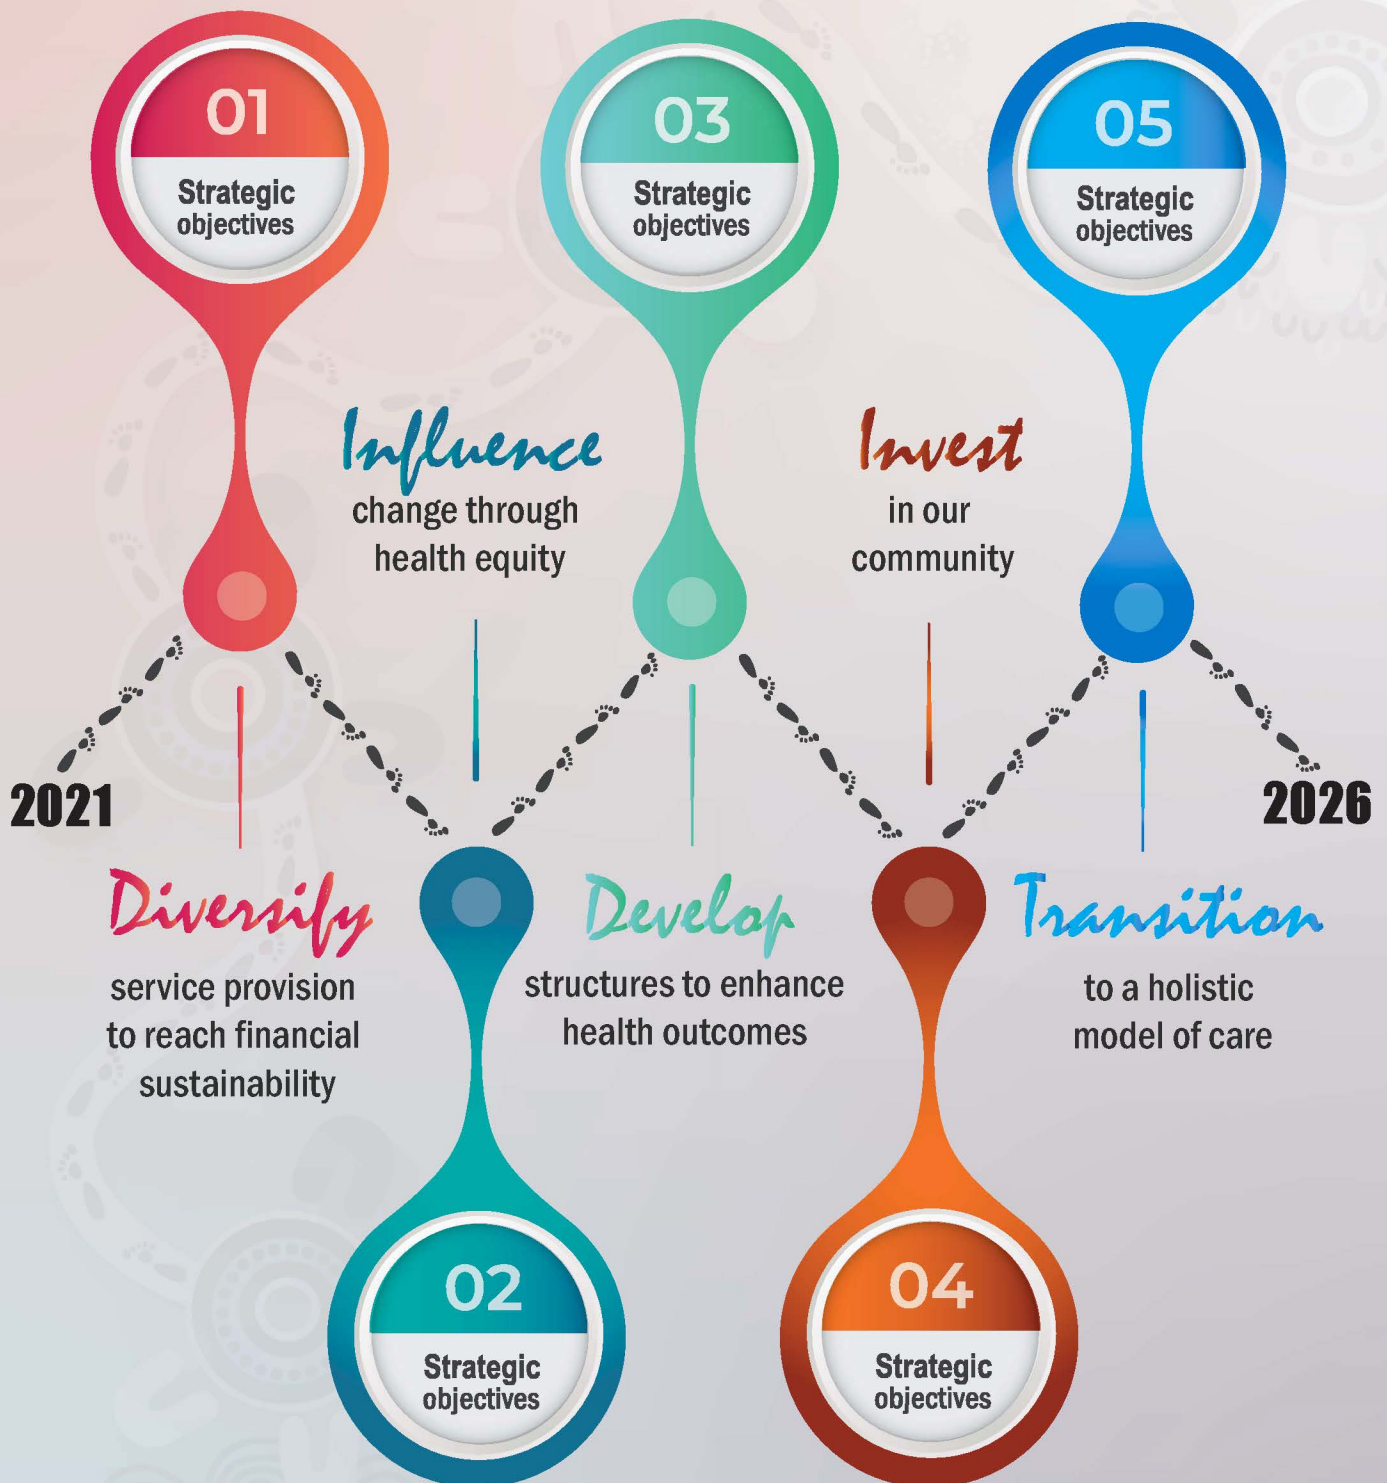 01
Strategic
objectives
03
Strategic
objectives
05
Strategic
objectives
Influence
change through
health equity
Invest
in our
community
2021
2026
Diversify
service provision
to reach financial
sustainability
Develop
structures to enhance
health outcomes
Transition
to a holistic
model of care
02
Strategic
objectives
04
Strategic
objectives